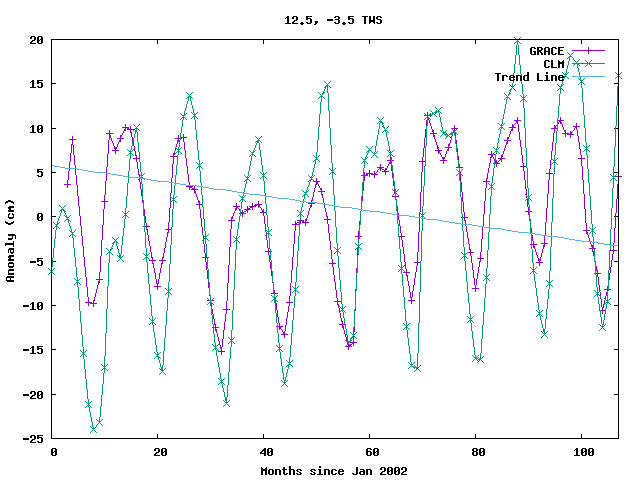 12.5, -3.5 TWS
GRACE
CLM
Trend Line
20
15
10
5
0
-5
-10
-15
-20
-25
Anomaly (cm)
0 20 40 60 80 100
Months since Jan 2002